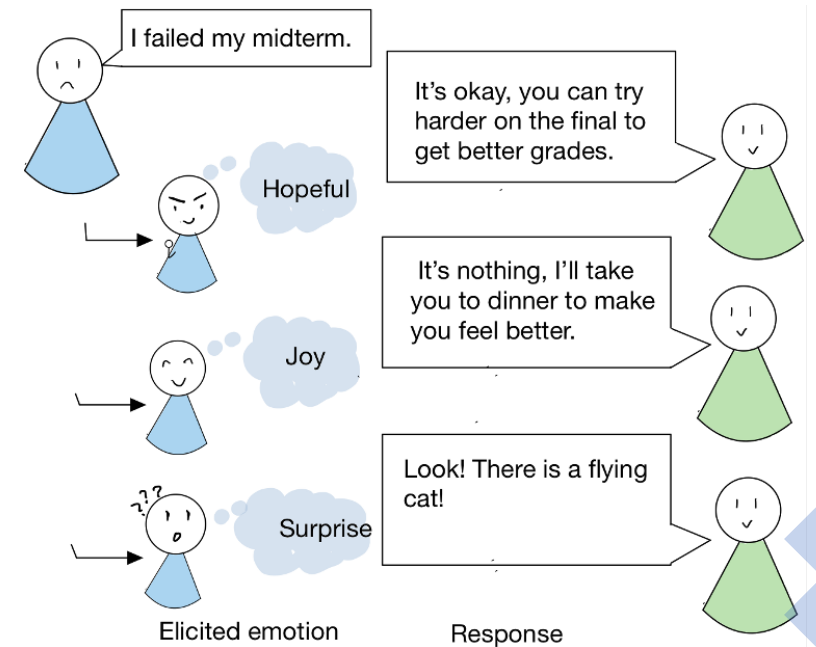 I failed my midterm.
It's okay, you can try
harder on the final to
get better grades.
Hopeful
It's nothing, I'll take
you to dinner to make
you feel better.
Joy
Look! There is a flying
cat!
???
Surprise
Elicited emotion
Response